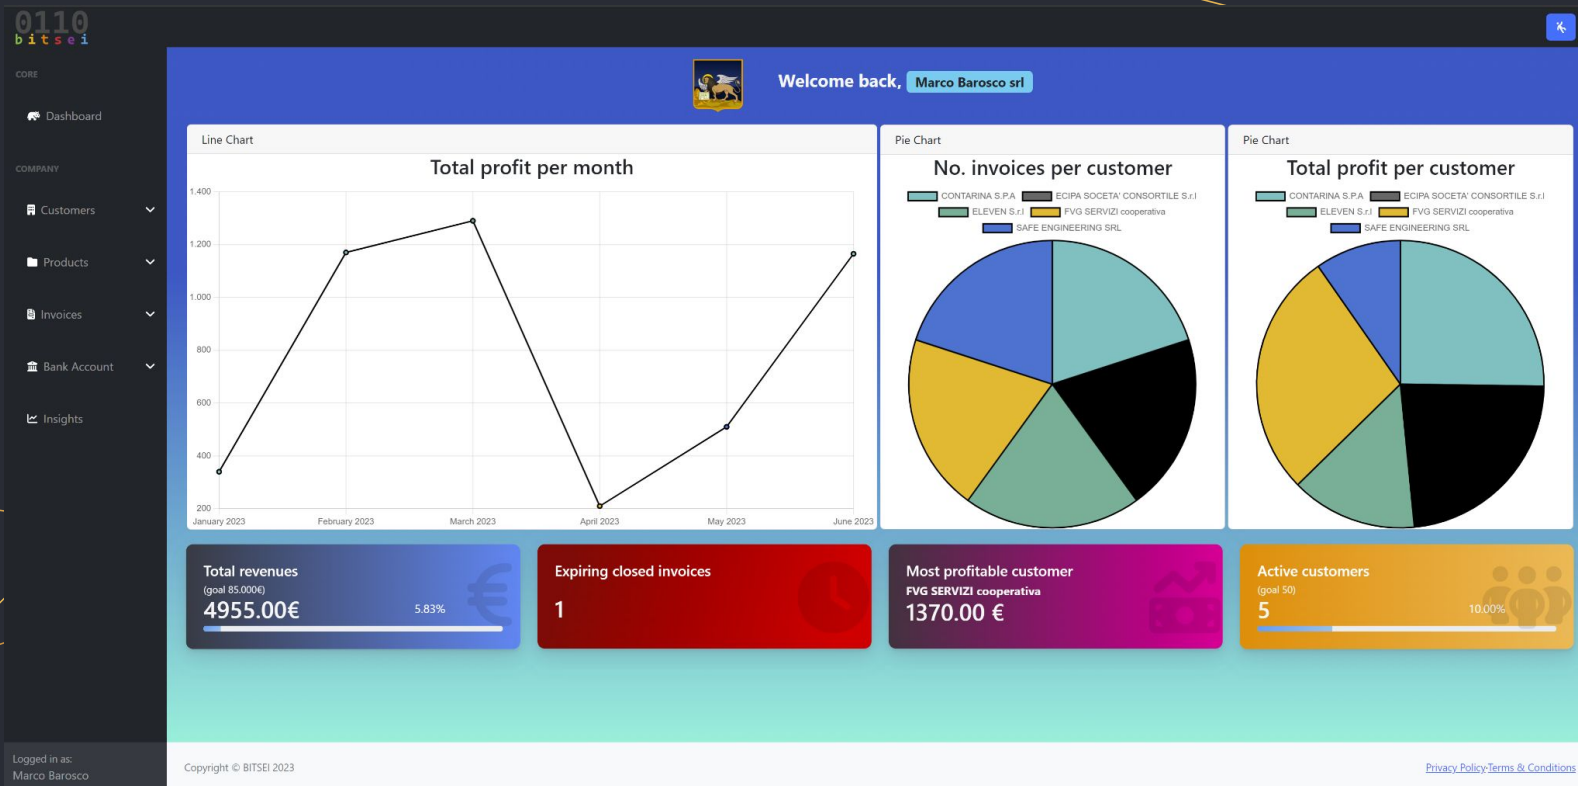 0110
bitsei
CORE
Dashboard
COMPANY
Customers
Products
Invoices
Bank Account
Insights
Logged in as:
Marco Barosco
Welcome back, Marco Barosco srl
Line Chart
Total profit per month
1.400
1.200
1.000
800
600
400
200
January 2023 February 2023 March 2023 April 2023 May 2023 June 2023
Pie Chart
No. invoices per customer
CONTARINA S.P.A ECIPA SOCETA' CONSORTILE S.r.l
ELEVEN S.r.l FVG SERVIZI cooperativa
SAFE ENGINEERING SRL
Pie Chart
Total profit per customer
CONTARINA S.P.A ECIPA SOCETA' CONSORTILE S.r.l
ELEVEN S.r.l FVG SERVIZI cooperativa
SAFE ENGINEERING SRL
Total revenues
(goal 85.000€)
4955.00€ 5.83%
Expiring closed invoices
1
Most profitable customer
FVG SERVIZI cooperativa
1370.00 €
Active customers
(goal 50)
5 10.00%
Copyright © BITSEI 2023
Privacy Policy·Terms & Conditions